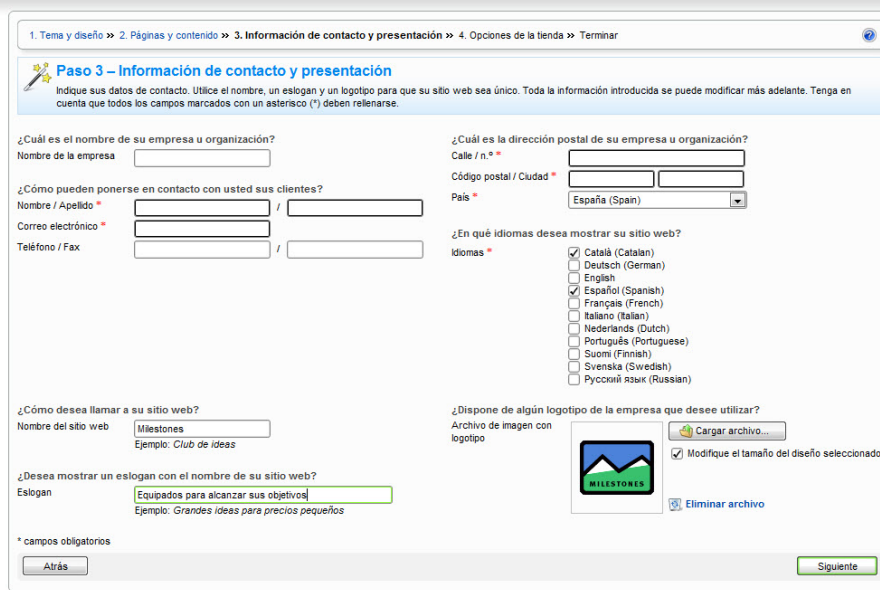 1. Tema y diseño » 2. Páginas y contenido » 3. Información de contacto y presentación » 4. Opciones de la tienda » Terminar
Paso 3 – Información de contacto y presentación
Indique sus datos de contacto. Utilice el nombre, un eslogan y un logotipo para que su sitio web sea único. Toda la información introducida se puede modificar más adelante. Tenga en
cuenta que todos los campos marcados con un asterisco (*) deben rellenarse.
¿Cuál es el nombre de su empresa u organización?
Nombre de la empresa
¿Cómo pueden ponerse en contacto con usted sus clientes?
Nombre / Apellido *
/
Correo electrónico *
Teléfono / Fax
/
¿Cuál es la dirección postal de su empresa u organización?
Calle / n.º *
Código postal / Ciudad *
País *
España (Spain)
¿En qué idiomas desea mostrar su sitio web?
Idiomas *
Català (Catalan)
Deutsch (German)
English
Español (Spanish)
Français (French)
Italiano (Italian)
Nederlands (Dutch)
Português (Portuguese)
Suomi (Finnish)
Svenska (Swedish)
Русский язык (Russian)
¿Cómo desea llamar a su sitio web?
Nombre del sitio web
Milestones
Ejemplo: Club de ideas
¿Desea mostrar un eslogan con el nombre de su sitio web?
Eslogan
Equipados para alcanzar sus objetivos
Ejemplo: Grandes ideas para precios pequeños
¿Dispone de algún logotipo de la empresa que desee utilizar?
Archivo de imagen con
logotipo
MILESTONES
Cargar archivo...
Modifique el tamaño del diseño seleccionado
Eliminar archivo
* campos obligatorios
Atrás
Siguiente